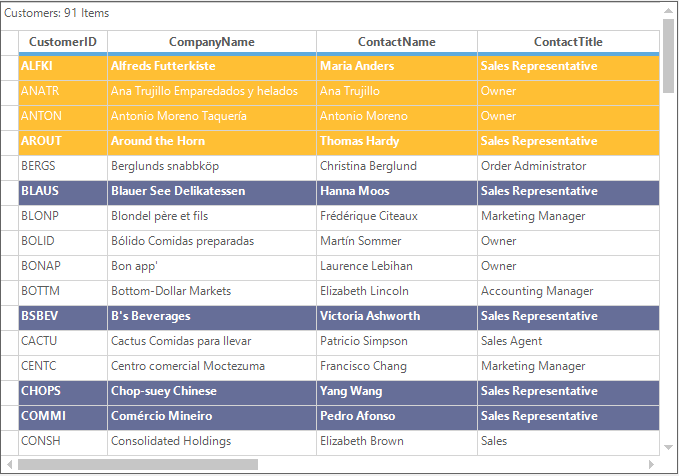 Customers: 91 Items
CustomerID CompanyName ContactName ContactTitle
ALFKI Alfreds Futterkiste Maria Anders Sales Representative
ANATR Ana Trujillo Emparedados y helados Ana Trujillo Owner
ANTON Antonio Moreno Taquería Antonio Moreno Owner
AROUT Around the Horn Thomas Hardy Sales Representative
BERGS Berglunds snabbköp Christina Berglund Order Administrator
BLAUS Blauer See Delikatessen Hanna Moos Sales Representative
BLONP Blondel père et fils Frédérique Citeaux Marketing Manager
BOLID Bólido Comidas preparadas Martín Sommer Owner
BONAP Bon app' Laurence Lebihan Owner
BOTTM Bottom-Dollar Markets Elizabeth Lincoln Accounting Manager
BSBEV B's Beverages Victoria Ashworth Sales Representative
CACTU Cactus Comidas para llevar Patricio Simpson Sales Agent
CENTC Centro comercial Moctezuma Francisco Chang Marketing Manager
CHOPS Chop-suey Chinese Yang Wang Sales Representative
COMMI Comércio Mineiro Pedro Afonso Sales Representative
CONSH Consolidated Holdings Elizabeth Brown Sales